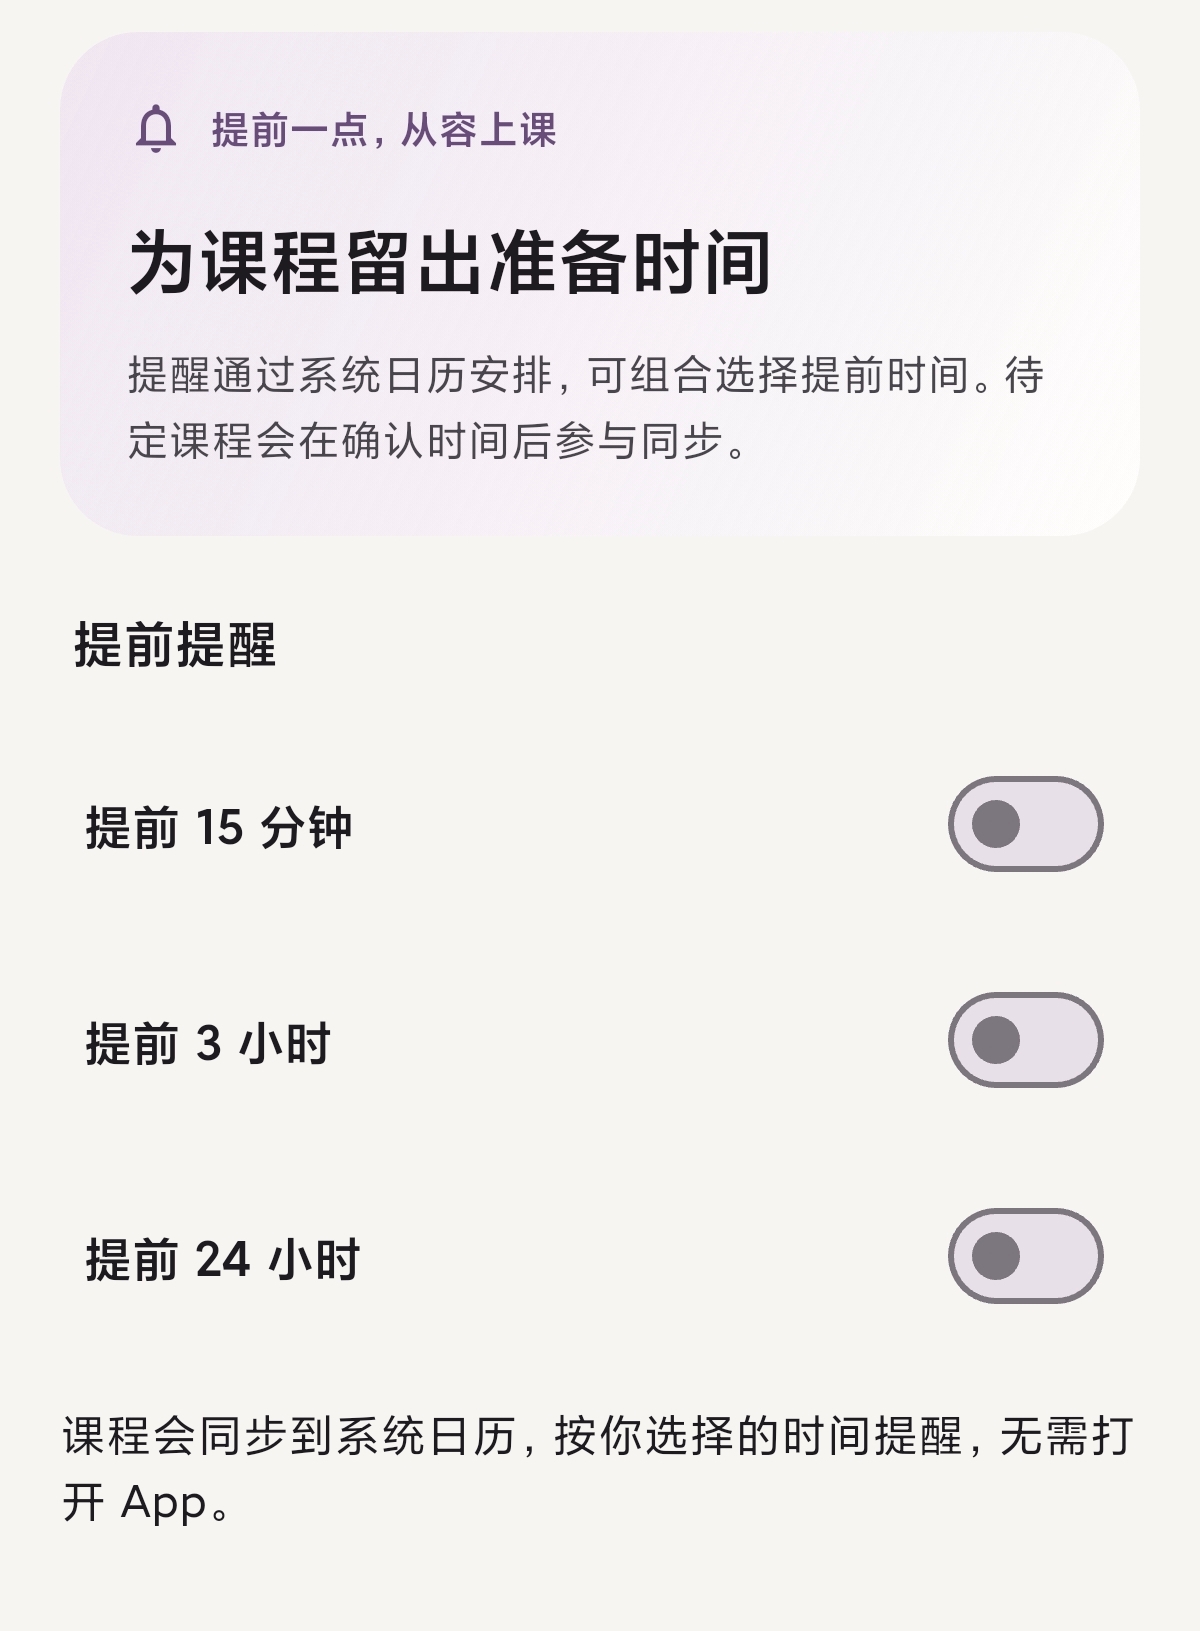 提前一点，从容上课
为课程留出准备时间
提醒通过系统日历安排，可组合选择提前时间。待
定课程会在确认时间后参与同步。
提前提醒
提前 15 分钟
提前 3 小时
提前 24 小时
课程会同步到系统日历，按你选择的时间提醒，无需打
开 App。